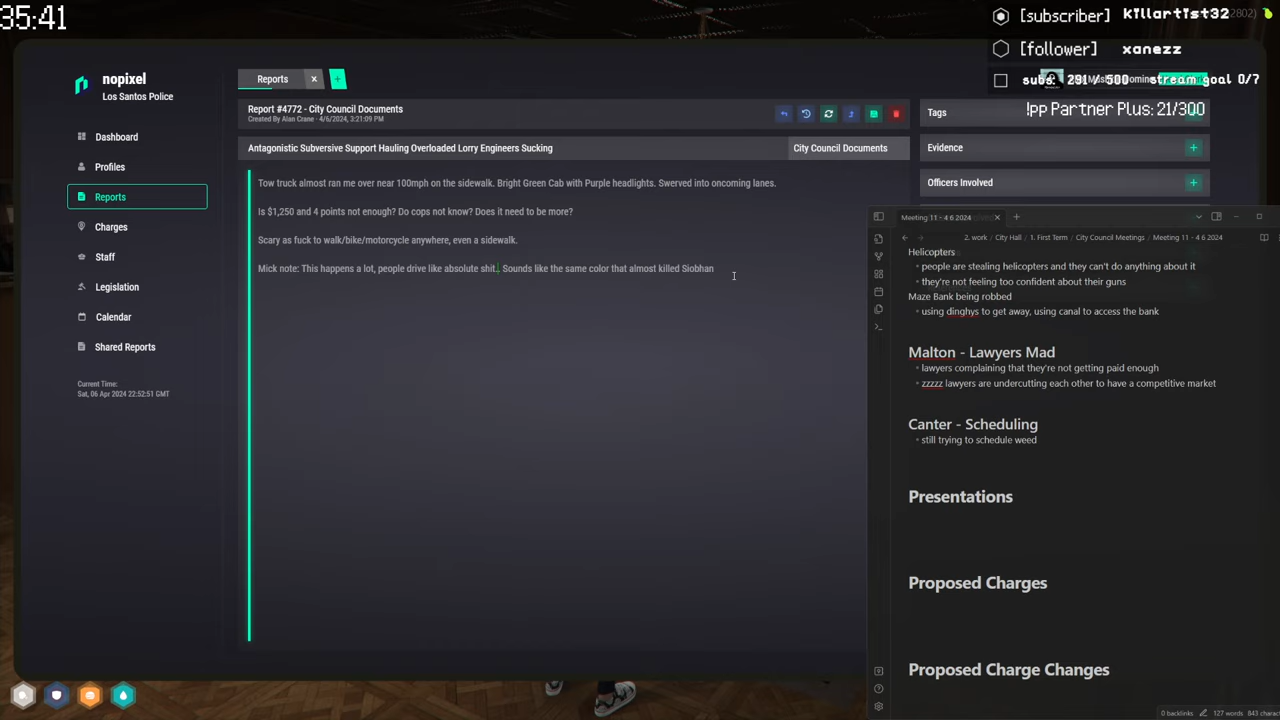 35:41
[subscriber] killartist32
[follower] xanezz
subs: 291 / 500 stream goal 0/7
!pp Partner Plus: 21/300
nopixel
Los Santos Police
Dashboard
Profiles
Reports
Charges
Staff
Legislation
Calendar
Shared Reports
Current Time:
Sat, 06 Apr 2024 22:52:51 GMT
Reports
Report #4772 - City Council Documents
Created By Alan Crane - 4/6/2024, 3:21:09 PM
Antagonistic Subversive Support Hauling Overloaded Lorry Engineers Sucking
City Council Documents
Tow truck almost ran me over near 100mph on the sidewalk. Bright Green Cab with Purple headlights. Swerved into oncoming lanes.
Is $1,250 and 4 points not enough? Do cops not know? Does it need to be more?
Scary as fuck to walk/bike/motorcycle anywhere, even a sidewalk.
Mick note: This happens a lot, people drive like absolute shit.. Sounds like the same color that almost killed Siobhan
Tags
Evidence
Officers Involved
Meeting 11 - 4 6 2024
2. work / City Hall / 1. First Term / City Council Meetings / Meeting 11 - 4 6 2024
Helicopters
people are stealing helicopters and they can't do anything about it
they're not feeling too confident about their guns
Maze Bank being robbed
using dinghys to get away, using canal to access the bank
Malton - Lawyers Mad
lawyers complaining that they're not getting paid enough
zzzzz lawyers are undercutting each other to have a competitive market
Canter - Scheduling
still trying to schedule weed
Presentations
Proposed Charges
Proposed Charge Changes
0 backlinks 127 words 843 charac